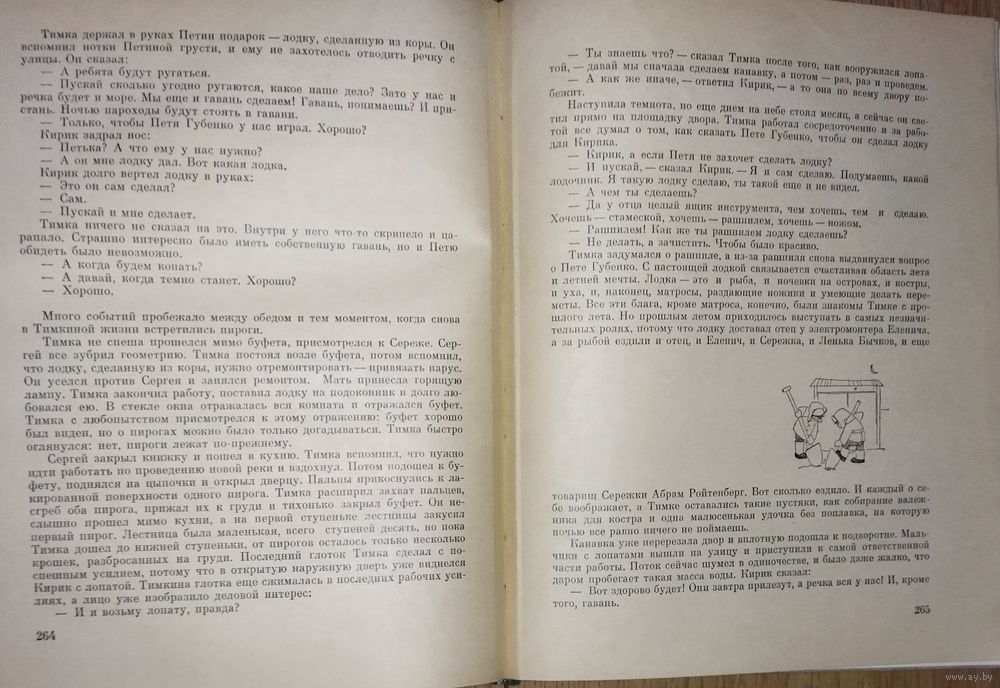 Тимка держал в руках Петин подарок — лодку, сделанную из коры. Он
вспомнил нотки Петиной грусти, и ему не захотелось отводить речку с
улицы. Он сказал:
— А ребята будут ругаться.
— Пускай сколько угодно ругаются, какое наше дело? Зато у нас и
речка будет и море. Мы еще и гавань сделаем! Гавань, понимаешь? И при-
стань. Ночью пароходы будут стоять в гавани.
— Только, чтобы Петя Губенко у нас играл. Хорошо?
Кирик задрал нос:
— Петька? А что ему у нас нужно?
— А он мне лодку дал. Вот какая лодка.
Кирик долго вертел лодку в руках:
— Это он сам сделал?
— Сам.
— Пускай и мне сделает.
Тимка ничего не сказал на это. Внутри у него что-то скрипело и ца-
рапало. Страшно интересно было иметь собственную гавань, но и Петю
обидеть было невозможно.
— А когда будем копать?
— А давай, когда темно станет. Хорошо?
— Хорошо.
Много событий пробежало между обедом и тем моментом, когда снова
в Тимкиной жизни встретились пироги.
Тимка не спеша прошелся мимо буфета, присмотрелся к Сереже. Сер-
гей все зубрил геометрию. Тимка постоял возле буфета, потом вспомнил,
что лодку, сделанную из коры, нужно отремонтировать — привязать парус.
Он уселся против Сергея и занялся ремонтом. Мать принесла горящую
лампу. Тимка закончил работу, поставил лодку на подоконник и долго лю-
бовался ею. В стекле окна отражалась вся комната и отражался буфет.
Тимка с любопытством присмотрелся к этому отражению: буфет хорошо
был виден, но о пирогах можно было только догадываться. Тимка быстро
оглянулся: нет, пироги лежат по-прежнему.
Сергей закрыл книжку и пошел в кухню. Тимка вспомнил, что нужно
идти работать по проведению новой реки и вздохнул. Потом подошел к бу-
фету, поднялся на цыпочки и открыл дверцу. Пальцы прикоснулись к ла-
кированной поверхности одного пирога. Тимка расширил захват пальцев,
сгреб оба пирога, прижал их к груди и тихонько закрыл буфет. Он не-
слышно прошел мимо кухни, а на первой ступеньке лестницы закусил
первый пирог. Лестница была маленькая, всего ступеней десять, но пока
Тимка дошел до нижней ступеньки, от пирогов осталось только несколько
крошек, разбросанных на груди. Последний глоток Тимка сделал с по-
спешным усилием, потому что в открытую наружную дверь уже виднелся
Кирик с лопатой. Тимкина глотка еще сжималась в последних рабочих уси-
лиях, а лицо уже изобразило деловой интерес:
— И я возьму лопату, правда?
264
— Ты знаешь что? — сказал Тимка после того, как вооружился лопа-
той, — давай мы сначала сделаем канавку, а потом — раз, раз и проведем.
— А как же иначе, — ответил Кирик, — а то она по всему двору по-
бежит.
Наступила темнота, но еще днем на небе стоял месяц, а сейчас он све-
тил прямо на площадку двора. Тимка работал сосредоточенно и за рабо-
той все думал о том, как сказать Пете Губенко, чтобы он сделал лодку
для Кирика.
— Кирик, а если Петя не захочет сделать лодку?
— И пускай, — сказал Кирик. — Я и сам сделаю. Подумаешь, какой
лодочник. Я такую лодку сделаю, ты такой еще и не видел.
— А чем ты сделаешь?
— Да у отца целый ящик инструмента, чем хочешь, тем и сделаю.
Хочешь — стамеской, хочешь — рашпилем, хочешь — ножом.
— Рашпилем! Как же ты рашпилем лодку сделаешь?
— Не делать, а зачистить. Чтобы было красиво.
Тимка задумался о рашпиле, а из-за рашпиля снова выдвинулся вопрос
о Пете Губенко. С настоящей лодкой связывается счастливая область лета
и летней мечты. Лодка — это и рыба, и ночевки на островах, и костры,
и уха, и, наконец, матросы, раздающие ножики и умеющие делать пере-
меты. Все эти блага, кроме матроса, конечно, были знакомы Тимке с про-
шлого лета. Но прошлым летом приходилось выступать в самых незначи-
тельных ролях, потому что лодку доставал отец у электромонтера Еленича,
а за рыбой ездили и отец, и Еленич, и Сережка, и Ленька Бычков, и еще
товарищ Сережки Абрам Ройтенберг. Вот сколько ездило. И каждый о се-
бе воображает, а Тимке оставались такие пустяки, как собирание валеж-
ника для костра и одна малюсенькая удочка без поплавка, на которую
ночью все равно ничего не поймаешь.
Канавка уже перерезала двор и вплотную подошла к подворотне. Маль-
чики с лопатами вышли на улицу и приступили к самой ответственной
части работы. Поток сейчас шумел в одиночестве, и было даже жалко, что
даром пробегает такая масса воды. Кирик сказал:
— Вот здорово будет! Они завтра прилезут, а речка вся у нас! И, кроме
того, гавань.
265
www.ay.by